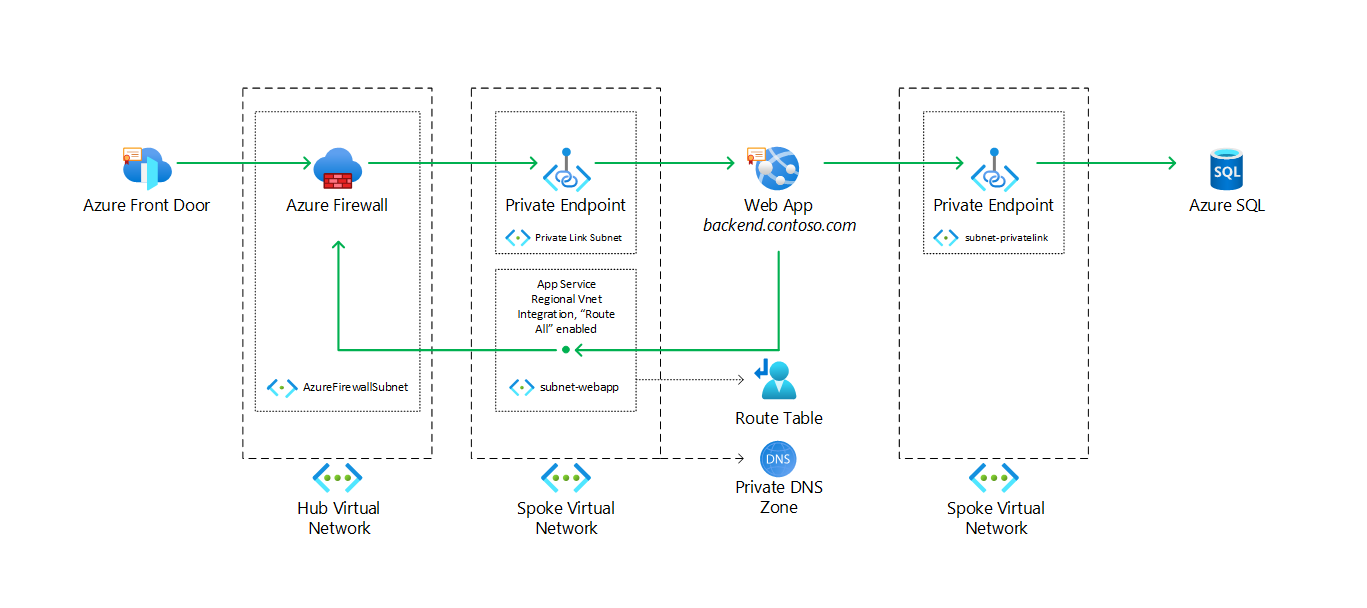 Azure Front Door
Azure Firewall
Private Endpoint
Web App
backend.contoso.com
Private Endpoint
SQL
Azure SQL
Private Link Subnet
subnet-privatelink
App Service
Regional Vnet
Integration, “Route
All” enabled
AzureFirewallSubnet
subnet-webapp
Route Table
DNS
Private DNS
Zone
Hub Virtual
Network
Spoke Virtual
Network
Spoke Virtual
Network